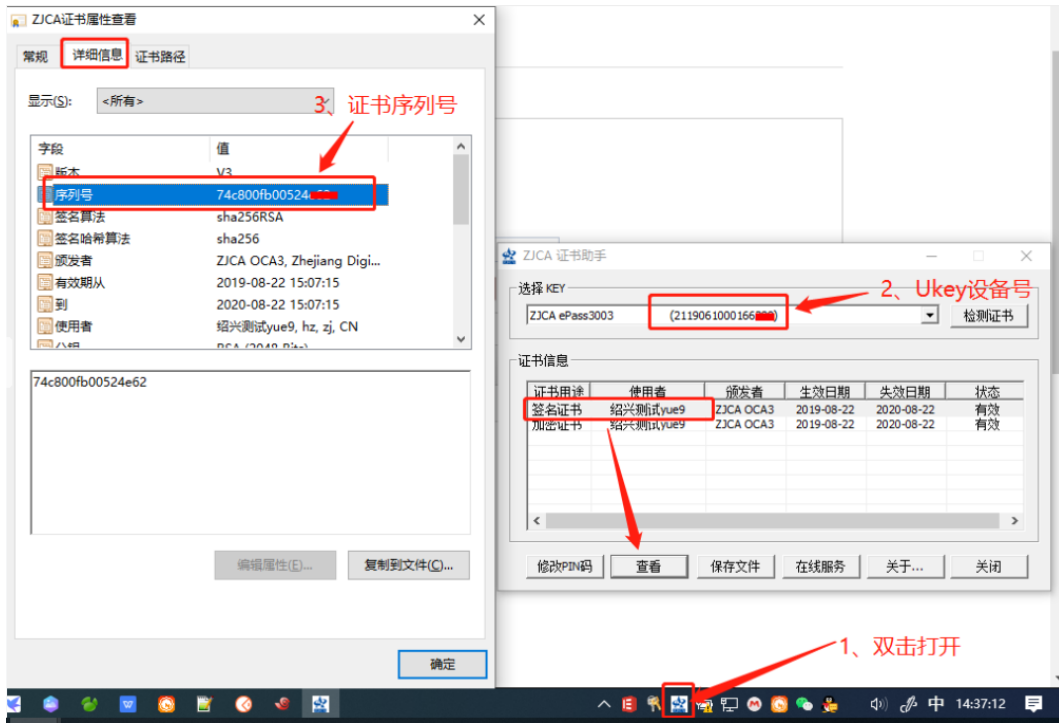 ZJCA证书属性查看
常规 详细信息 证书路径
显示(S): <所有>
3、证书序列号
字段 值
版本 V3
序列号 74c800fb00524
签名算法 sha256RSA
签名哈希算法 sha256
颁发者 ZJCA OCA3, Zhejiang Digi...
有效期从 2019-08-22 15:07:15
到 2020-08-22 15:07:15
使用者 绍兴测试yue9, hz, zj, CN
公钥 RSA (2048 Bits)
74c800fb00524e62
编辑属性(E)... 复制到文件(C)...
确定
ZJCA 证书助手
选择 KEY
2、Ukey设备号
ZJCA ePass3003 (2119061000166 ) 检测证书
证书信息
证书用途 使用者 颁发者 生效日期 失效日期 状态
签名证书 绍兴测试yue9 ZJCA OCA3 2019-08-22 2020-08-22 有效
加密证书 绍兴测试yue9 ZJCA OCA3 2019-08-22 2020-08-22 有效
修改PIN码 查看 保存文件 在线服务 关于... 关闭
1、双击打开
中 14:37:12